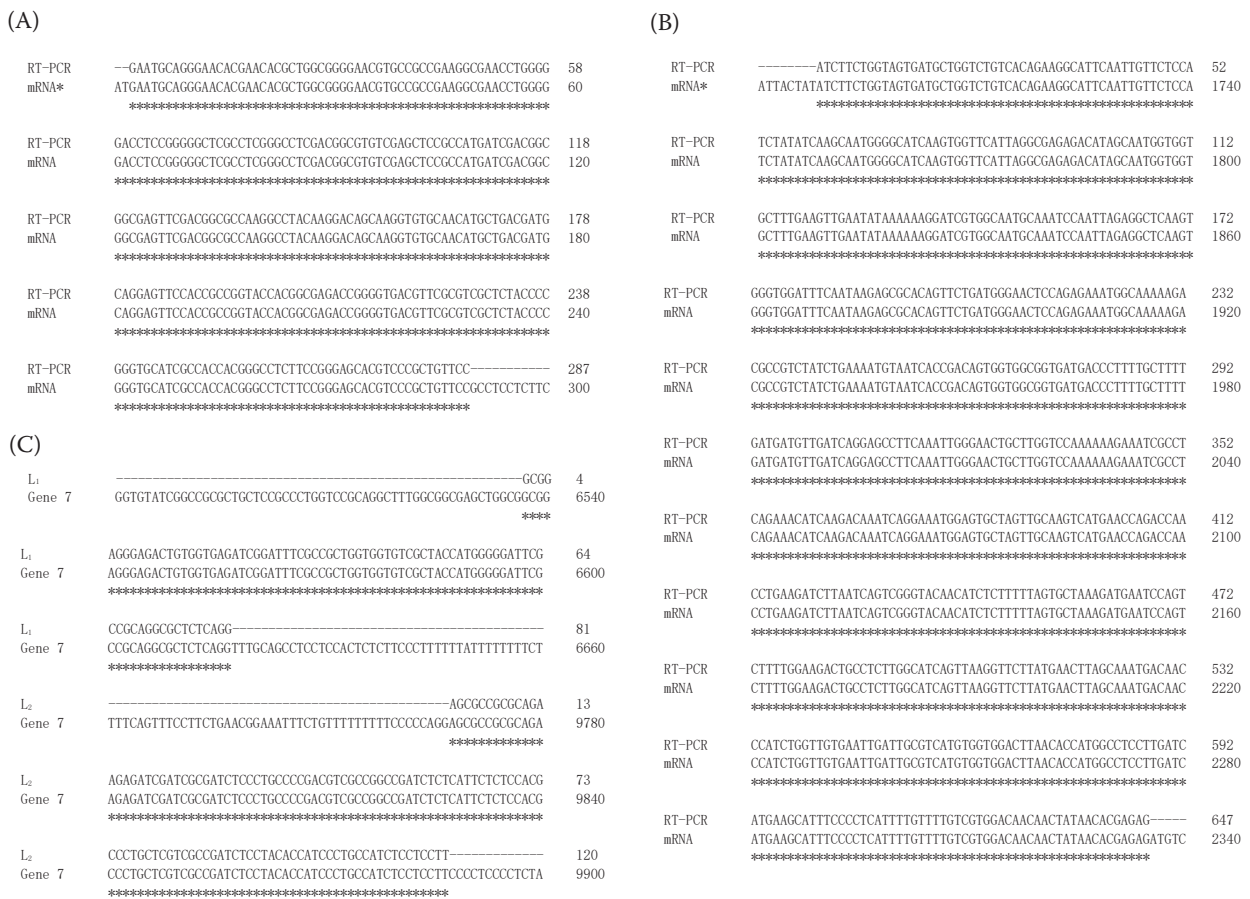 (A)
RT-PCR --GAATGCAGGGAACACGAACACGCTGGCGGGGAACGTGCCGCCGAAGGCGAACCTGGGG 58
mRNA* ATGAATGCAGGGAACACGAACACGCTGGCGGGGAACGTGCCGCCGAAGGCGAACCTGGGG 60
**********************************************************
RT-PCR GACCTCCGGGGGCTCGCCTCGGGCCTCGACGGCGTGTCGAGCTCCGCCATGATCGACGGC 118
mRNA GACCTCCGGGGGCTCGCCTCGGGCCTCGACGGCGTGTCGAGCTCCGCCATGATCGACGGC 120
************************************************************
RT-PCR GGCGAGTTCGACGGCGCCAAGGCCTACAAGGACAGCAAGGTGTGCAACATGCTGACGATG 178
mRNA GGCGAGTTCGACGGCGCCAAGGCCTACAAGGACAGCAAGGTGTGCAACATGCTGACGATG 180
************************************************************
RT-PCR CAGGAGTTCCACCGCCGGTACCACGGCGAGACCGGGGTGACGTTCGCGTCGCTCTACCCC 238
mRNA CAGGAGTTCCACCGCCGGTACCACGGCGAGACCGGGGTGACGTTCGCGTCGCTCTACCCC 240
************************************************************
RT-PCR GGGTGCATCGCCACCACGGGCCTCTTCCGGGAGCACGTCCCGCTGTTCC----------- 287
mRNA GGGTGCATCGCCACCACGGGCCTCTTCCGGGAGCACGTCCCGCTGTTCCGCCTCCTCTTC 300
*************************************************
(B)
RT-PCR --------ATCTTCTGGTAGTGATGCTGGTCTGTCACAGAAGGCATTCAATTGTTCTCCA 52
mRNA* ATTACTATATCTTCTGGTAGTGATGCTGGTCTGTCACAGAAGGCATTCAATTGTTCTCCA 1740
****************************************************
RT-PCR TCTATATCAAGCAATGGGGCATCAAGTGGTTCATTAGGCGAGAGACATAGCAATGGTGGT 112
mRNA TCTATATCAAGCAATGGGGCATCAAGTGGTTCATTAGGCGAGAGACATAGCAATGGTGGT 1800
************************************************************
RT-PCR GCTTTGAAGTTGAATATAAAAAAGGATCGTGGCAATGCAAATCCAATTAGAGGCTCAAGT 172
mRNA GCTTTGAAGTTGAATATAAAAAAGGATCGTGGCAATGCAAATCCAATTAGAGGCTCAAGT 1860
************************************************************
RT-PCR GGGTGGATTTCAATAAGAGCGCACAGTTCTGATGGGAACTCCAGAGAAATGGCAAAAAGA 232
mRNA GGGTGGATTTCAATAAGAGCGCACAGTTCTGATGGGAACTCCAGAGAAATGGCAAAAAGA 1920
************************************************************
RT-PCR CGCCGTCTATCTGAAAATGTAATCACCGACAGTGGTGGCGGTGATGACCCTTTTGCTTTT 292
mRNA CGCCGTCTATCTGAAAATGTAATCACCGACAGTGGTGGCGGTGATGACCCTTTTGCTTTT 1980
************************************************************
RT-PCR GATGATGTTGATCAGGAGCCTTCAAATTGGGAACTGCTTGGTCCAAAAAAGAAATCGCCT 352
mRNA GATGATGTTGATCAGGAGCCTTCAAATTGGGAACTGCTTGGTCCAAAAAAGAAATCGCCT 2040
************************************************************
RT-PCR CAGAAACATCAAGACAAATCAGGAAATGGAGTGCTAGTTGCAAGTCATGAACCAGACCAA 412
mRNA CAGAAACATCAAGACAAATCAGGAAATGGAGTGCTAGTTGCAAGTCATGAACCAGACCAA 2100
************************************************************
RT-PCR CCTGAAGATCTTAATCAGTCGGGTACAACATCTCTTTTTAGTGCTAAAGATGAATCCAGT 472
mRNA CCTGAAGATCTTAATCAGTCGGGTACAACATCTCTTTTTAGTGCTAAAGATGAATCCAGT 2160
************************************************************
RT-PCR CTTTTGGAAGACTGCCTCTTGGCATCAGTTAAGGTTCTTATGAACTTAGCAAATGACAAC 532
mRNA CTTTTGGAAGACTGCCTCTTGGCATCAGTTAAGGTTCTTATGAACTTAGCAAATGACAAC 2220
************************************************************
RT-PCR CCATCTGGTTGTGAATTGATTGCGTCATGTGGTGGACTTAACACCATGGCCTCCTTGATC 592
mRNA CCATCTGGTTGTGAATTGATTGCGTCATGTGGTGGACTTAACACCATGGCCTCCTTGATC 2280
************************************************************
RT-PCR ATGAAGCATTTCCCCTCATTTTGTTTTGTCGTGGACAACAACTATAACACGAGAG----- 647
mRNA ATGAAGCATTTCCCCTCATTTTGTTTTGTCGTGGACAACAACTATAACACGAGAGATGTC 2340
*******************************************************
(C)
L₁ --------------------------------------------------------GCGG 4
Gene 7 GGTGTATCGGCCGCGCTGCTCCGCCCTGGTCCGCAGGCTTTGGCGGCGAGCTGGCGGCGG 6540
****
L₁ AGGGAGACTGTGGTGAGATCGGATTTCGCCGCTGGTGGTGTCGCTACCATGGGGGATTCG 64
Gene 7 AGGGAGACTGTGGTGAGATCGGATTTCGCCGCTGGTGGTGTCGCTACCATGGGGGATTCG 6600
************************************************************
L₁ CCGCAGGCGCTCTCAGG------------------------------------------- 81
Gene 7 CCGCAGGCGCTCTCAGGTTTGCAGCCTCCTCCACTCTCTTCCCTTTTTTATTTTTTTTCT 6660
*****************
L₂ -----------------------------------------------AGCGCCGCGCAGA 13
Gene 7 TTTCAGTTTCCTTCTGAACGGAAATTTCTGTTTTTTTTTCCCCCAGGAGCGCCGCGCAGA 9780
*************
L₂ AGAGATCGATCGCGATCTCCCTGCCCCGACGTCGCCGGCCGATCTCTCATTCTCTCCACG 73
Gene 7 AGAGATCGATCGCGATCTCCCTGCCCCGACGTCGCCGGCCGATCTCTCATTCTCTCCACG 9840
************************************************************
L₂ CCCTGCTCGTCGCCGATCTCCTACACCATCCCTGCCATCTCCTCCTT------------- 120
Gene 7 CCCTGCTCGTCGCCGATCTCCTACACCATCCCTGCCATCTCCTCCTTCCCCTCCCCTCTA 9900
***********************************************